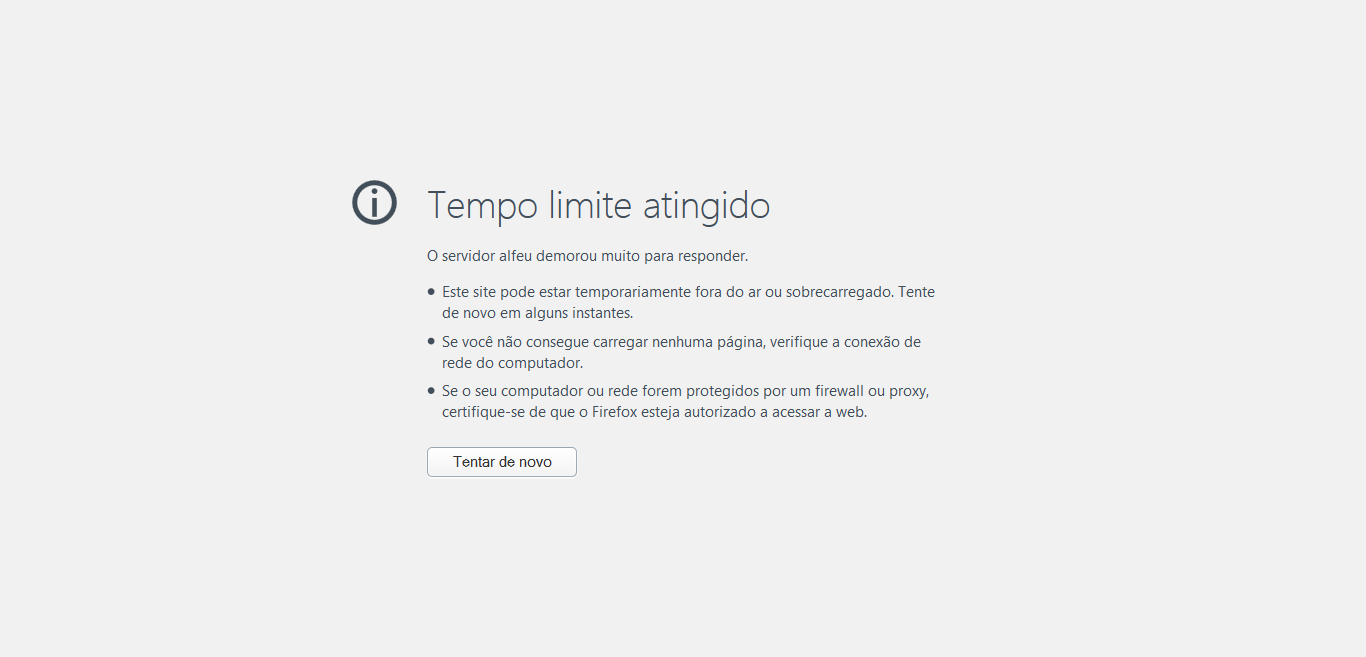 Tempo limite atingido
O servidor alfeu demorou muito para responder.
Este site pode estar temporariamente fora do ar ou sobrecarregado. Tente
de novo em alguns instantes.
Se você não consegue carregar nenhuma página, verifique a conexão de
rede do computador.
Se o seu computador ou rede forem protegidos por um firewall ou proxy,
certifique-se de que o Firefox esteja autorizado a acessar a web.
Tentar de novo